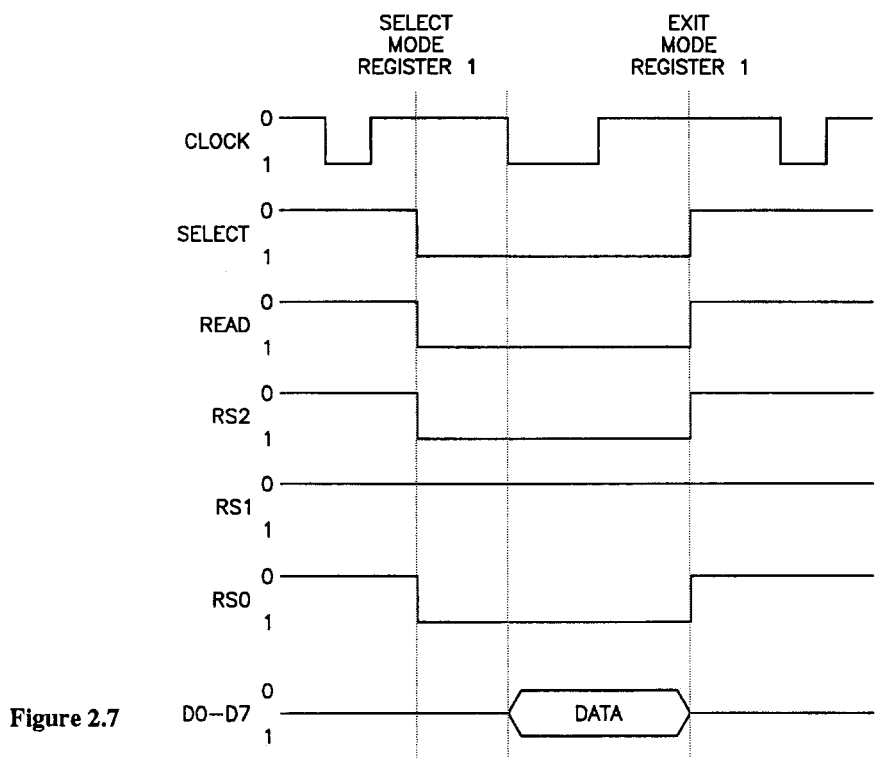 SELECT
MODE
REGISTER 1
EXIT
MODE
REGISTER 1
0
CLOCK
1
0
SELECT
1
0
READ
1
0
RS2
1
0
RS1
1
0
RS0
1
0
Figure 2.7 D0-D7 DATA
1